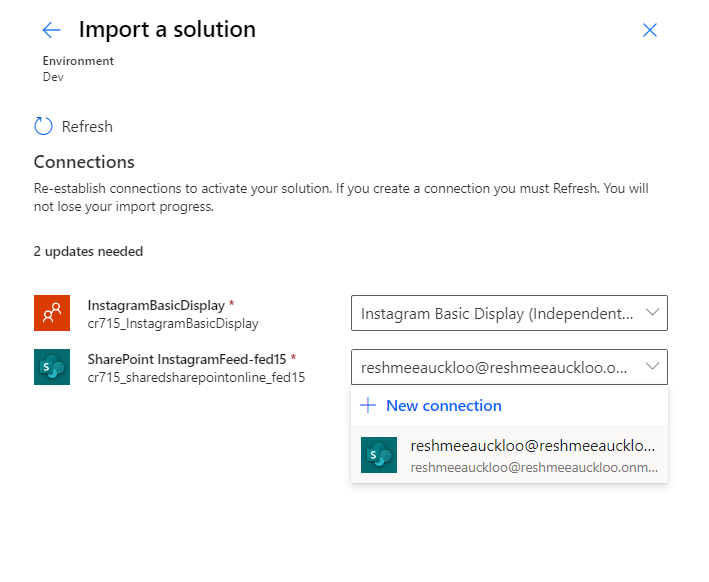 Import a solution
Environment
Dev
Refresh
Connections
Re-establish connections to activate your solution. If you create a connection you must Refresh. You will
not lose your import progress.
2 updates needed
InstagramBasicDisplay *
cr715_InstagramBasicDisplay
Instagram Basic Display (Independent...
SharePoint InstagramFeed-fed15 *
cr715_sharedsharepointonline_fed15
reshmeeauckloo@reshmeeauckloo.o...
New connection
S
reshmeeauckloo@reshmeeaucklo...
reshmeeauckloo@reshmeeauckloo.onm...